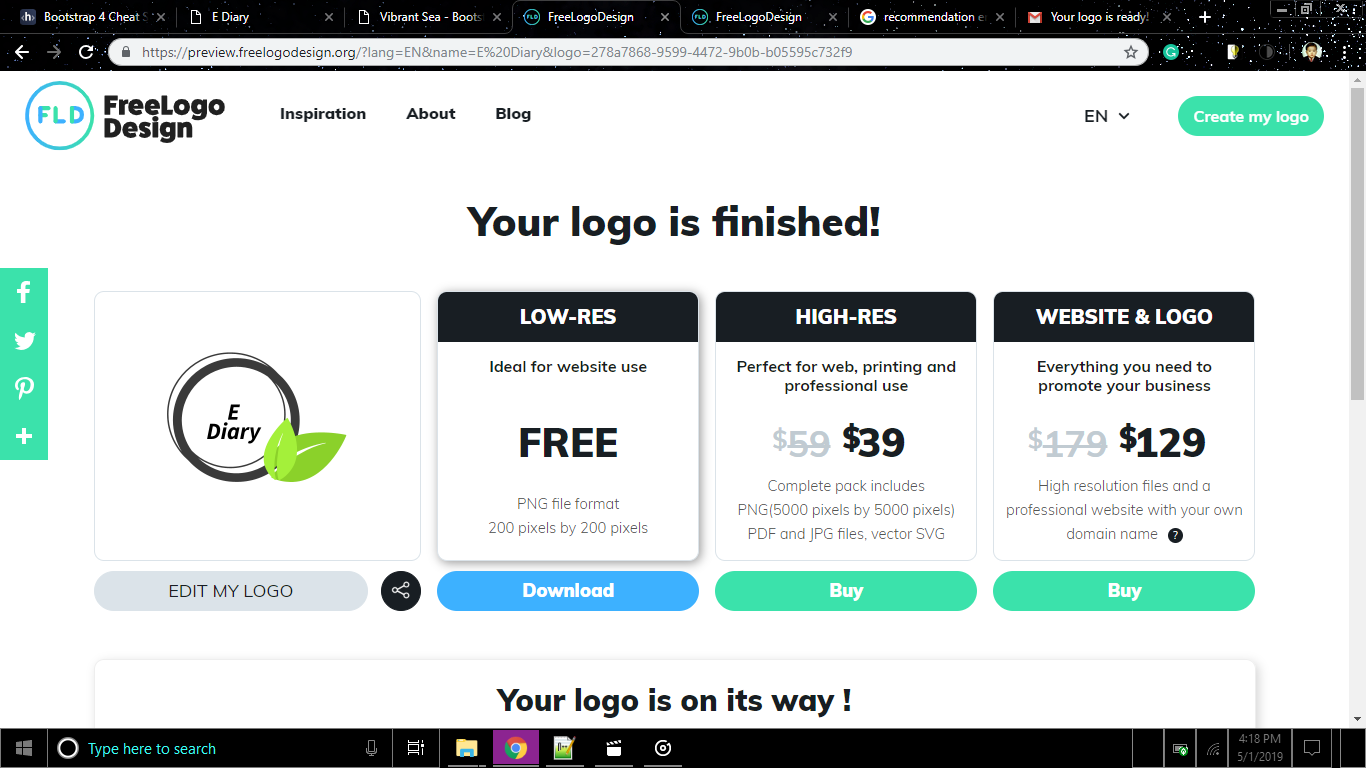 Bootstrap 4 Cheat S
E Diary
Vibrant Sea - Boots
FreeLogoDesign
FreeLogoDesign
recommendation e
Your logo is ready!
https://preview.freelogodesign.org/?lang=EN&name=E%20Diary&logo=278a7868-9599-4472-9b0b-b05595c732f9
FLD
FreeLogo
Design
Inspiration
About
Blog
EN
Create my logo
Your logo is finished!
E
Diary
EDIT MY LOGO
LOW-RES
Ideal for website use
FREE
PNG file format
200 pixels by 200 pixels
Download
HIGH-RES
Perfect for web, printing and
professional use
$59 $39
Complete pack includes
PNG(5000 pixels by 5000 pixels)
PDF and JPG files, vector SVG
Buy
WEBSITE & LOGO
Everything you need to
promote your business
$179 $129
High resolution files and a
professional website with your own
domain name ?
Buy
Your logo is on its way !
Type here to search
4:18 PM
5/1/2019